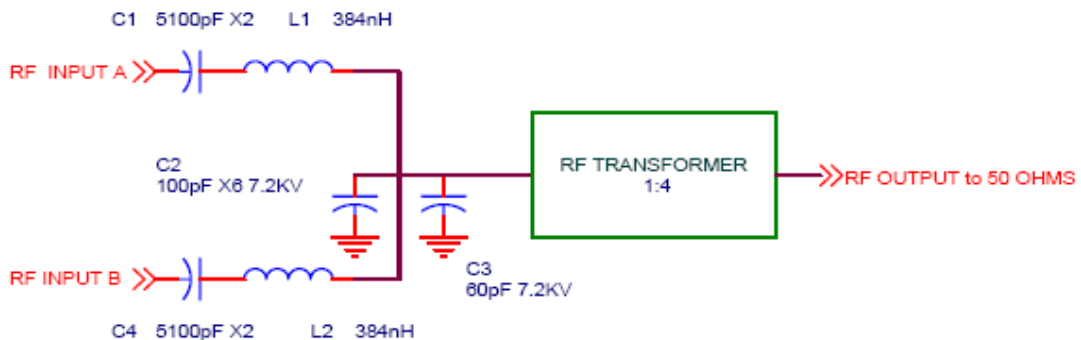 C1 5100pF X2 L1 384nH
RF INPUT A
C2
100pF X6 7.2KV
RF TRANSFORMER
1:4
RF OUTPUT to 50 OHMS
RF INPUT B
C3
60pF 7.2KV
C4 5100pF X2 L2 384nH